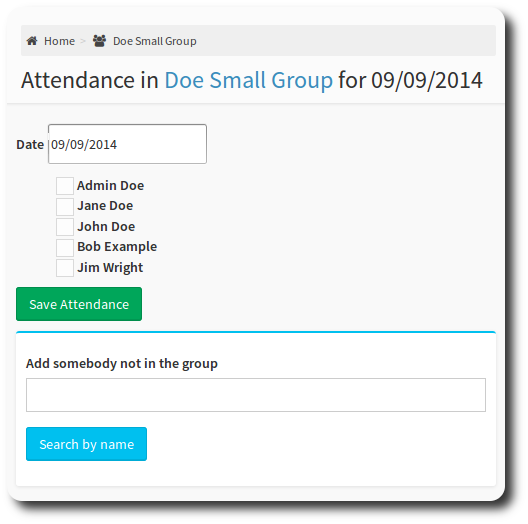 Home > Doe Small Group
Attendance in Doe Small Group for 09/09/2014
Date 09/09/2014
Admin Doe
Jane Doe
John Doe
Bob Example
Jim Wright
Save Attendance
Add somebody not in the group
Search by name